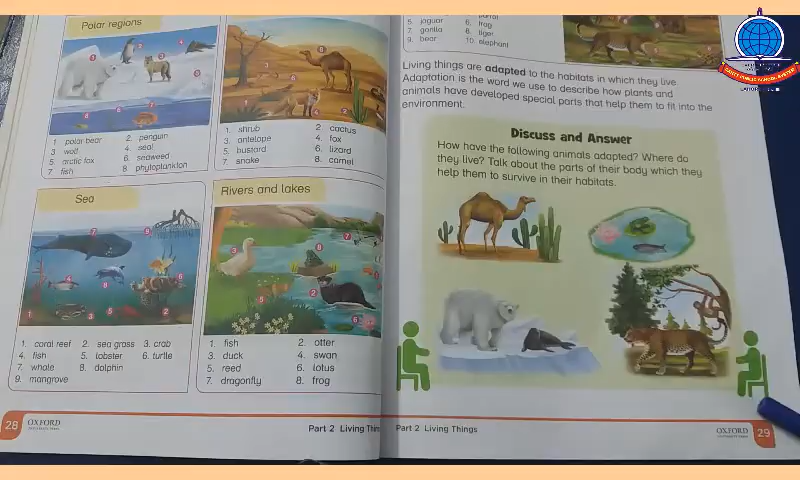 Polar regions
1. polar bear 2. penguin
3. wolf 4. seal
5. arctic fox 6. seaweed
7. fish 8. phytoplankton
1. shrub 2. cactus
3. antelope 4. fox
5. bustard 6. lizard
7. snake 8. camel
Sea
1. coral reef 2. sea grass 3. crab
4. fish 5. lobster 6. turtle
7. whale 8. dolphin
9. mangrove
Rivers and lakes
1. fish 2. otter
3. duck 4. swan
5. reed 6. lotus
7. dragonfly 8. frog
28 OXFORD
Part 2 Living Thin
5. jaguar 6. frog
7. gorilla 8. tiger
9. bear 10. elephant
Living things are adapted to the habitats in which they live.
Adaptation is the word we use to describe how plants and
animals have developed special parts that help them to fit into the
environment.
Discuss and Answer
How have the following animals adapted? Where do
they live? Talk about the parts of their body which they
help them to survive in their habitats.
Part 2 Living Things
OXFORD 29